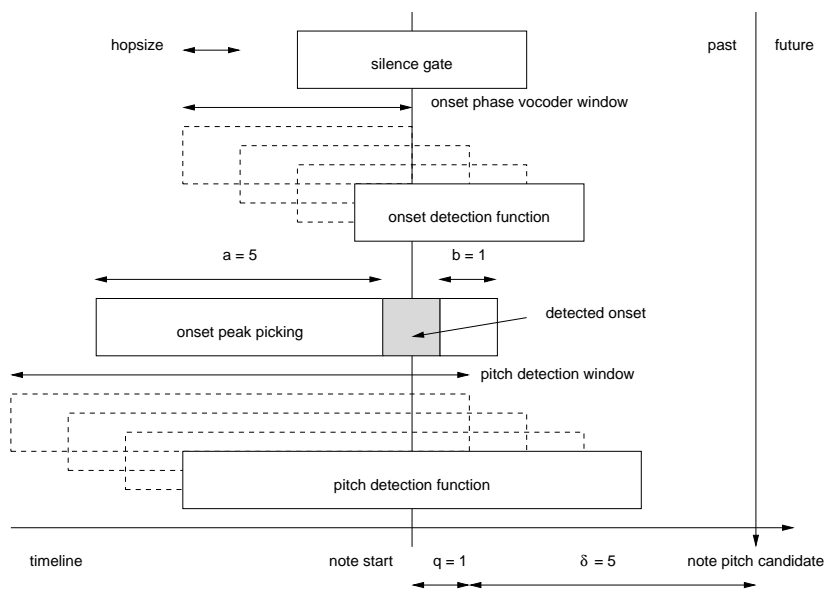 hopsize
silence gate
past
future
onset phase vocoder window
onset detection function
a = 5
b = 1
onset peak picking
detected onset
pitch detection window
pitch detection function
timeline
note start
q = 1
δ = 5
note pitch candidate